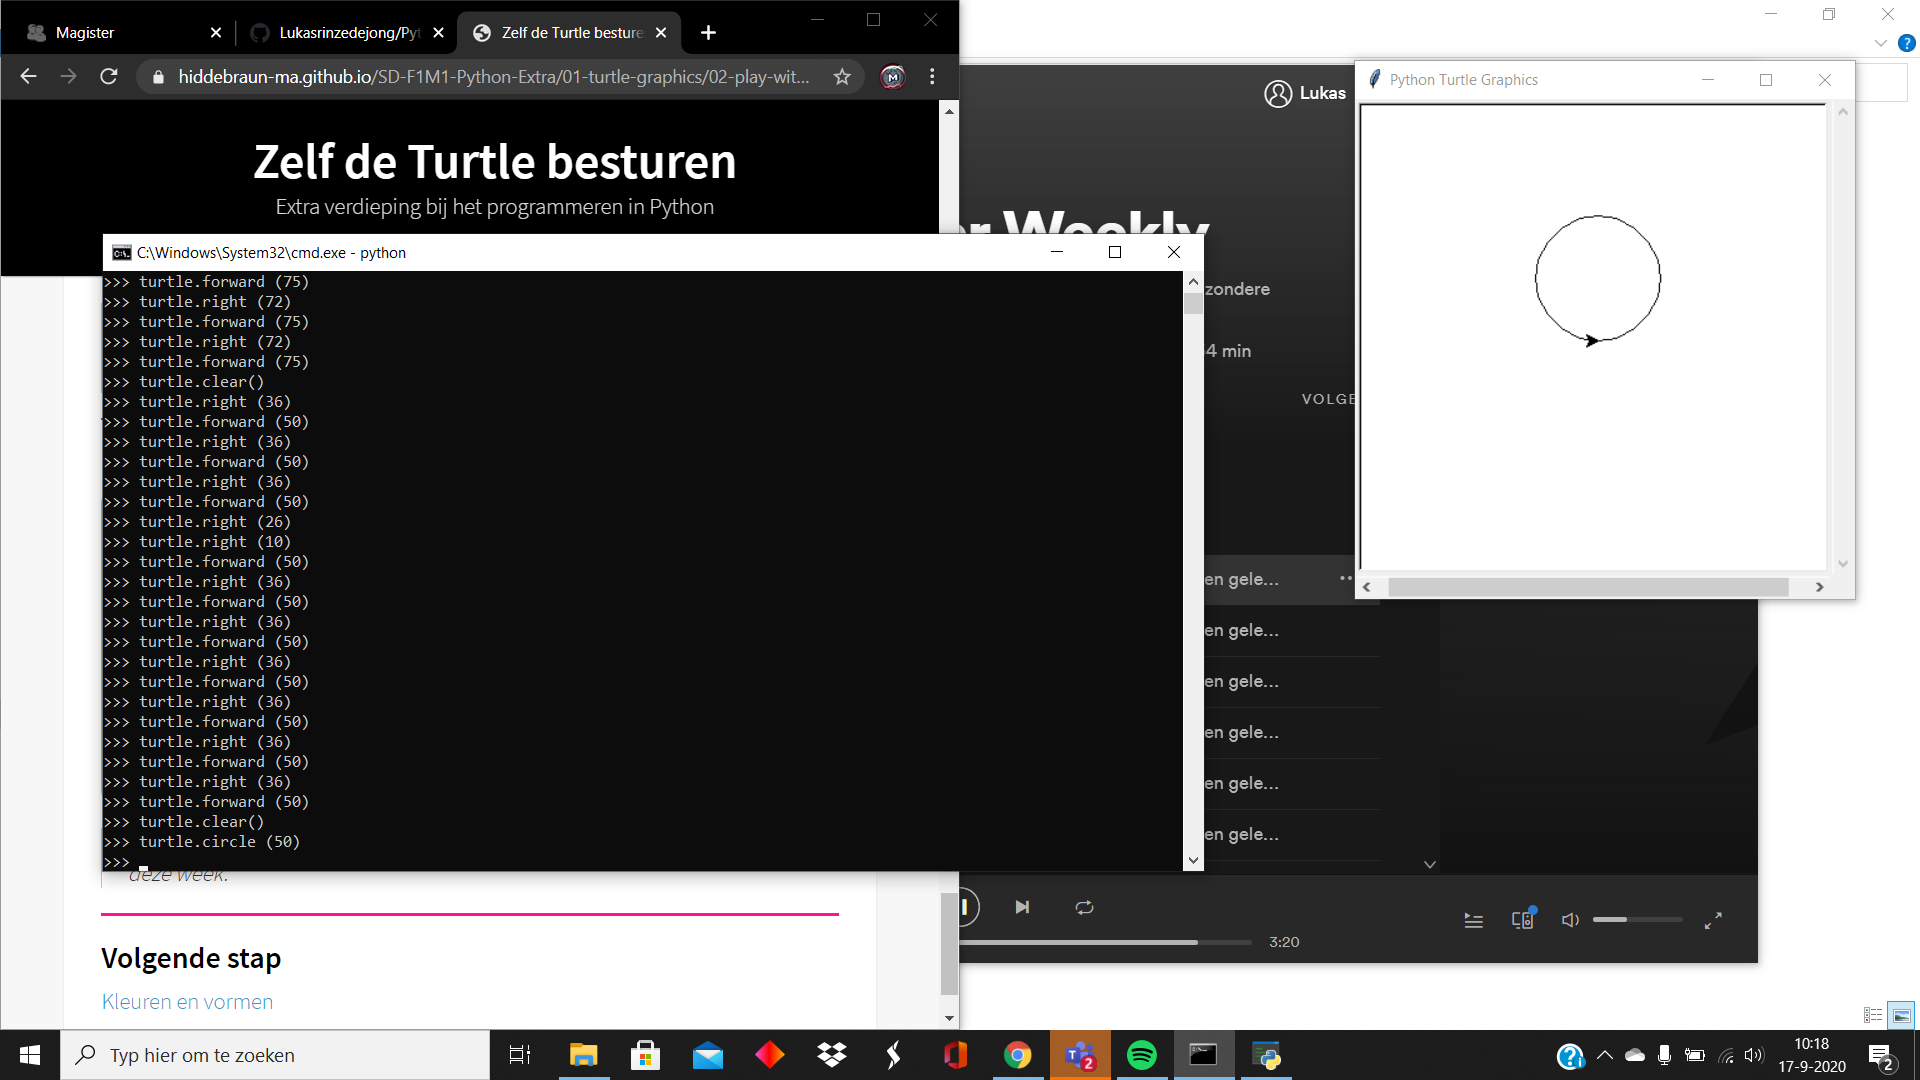 Magister
Lukasrinzedejong/Pyt
Zelf de Turtle besture
hiddebraun-ma.github.io/SD-F1M1-Python-Extra/01-turtle-graphics/02-play-wit...
Zelf de Turtle besturen
Extra verdieping bij het programmeren in Python
C:\Windows\System32\cmd.exe - python
>>> turtle.forward (75)
>>> turtle.right (72)
>>> turtle.forward (75)
>>> turtle.right (72)
>>> turtle.forward (75)
>>> turtle.clear()
>>> turtle.right (36)
>>> turtle.forward (50)
>>> turtle.right (36)
>>> turtle.forward (50)
>>> turtle.right (36)
>>> turtle.forward (50)
>>> turtle.right (26)
>>> turtle.right (10)
>>> turtle.forward (50)
>>> turtle.right (36)
>>> turtle.forward (50)
>>> turtle.right (36)
>>> turtle.forward (50)
>>> turtle.right (36)
>>> turtle.forward (50)
>>> turtle.right (36)
>>> turtle.forward (50)
>>> turtle.right (36)
>>> turtle.forward (50)
>>> turtle.right (36)
>>> turtle.forward (50)
>>> turtle.clear()
>>> turtle.circle (50)
>>>
deze week.
Volgende stap
Kleuren en vormen
Lukas
er Weekly
zondere
54 min
VOLGE
en gele...
en gele...
en gele...
en gele...
en gele...
en gele...
3:20
Python Turtle Graphics
Typ hier om te zoeken
2
10:18
17-9-2020
2